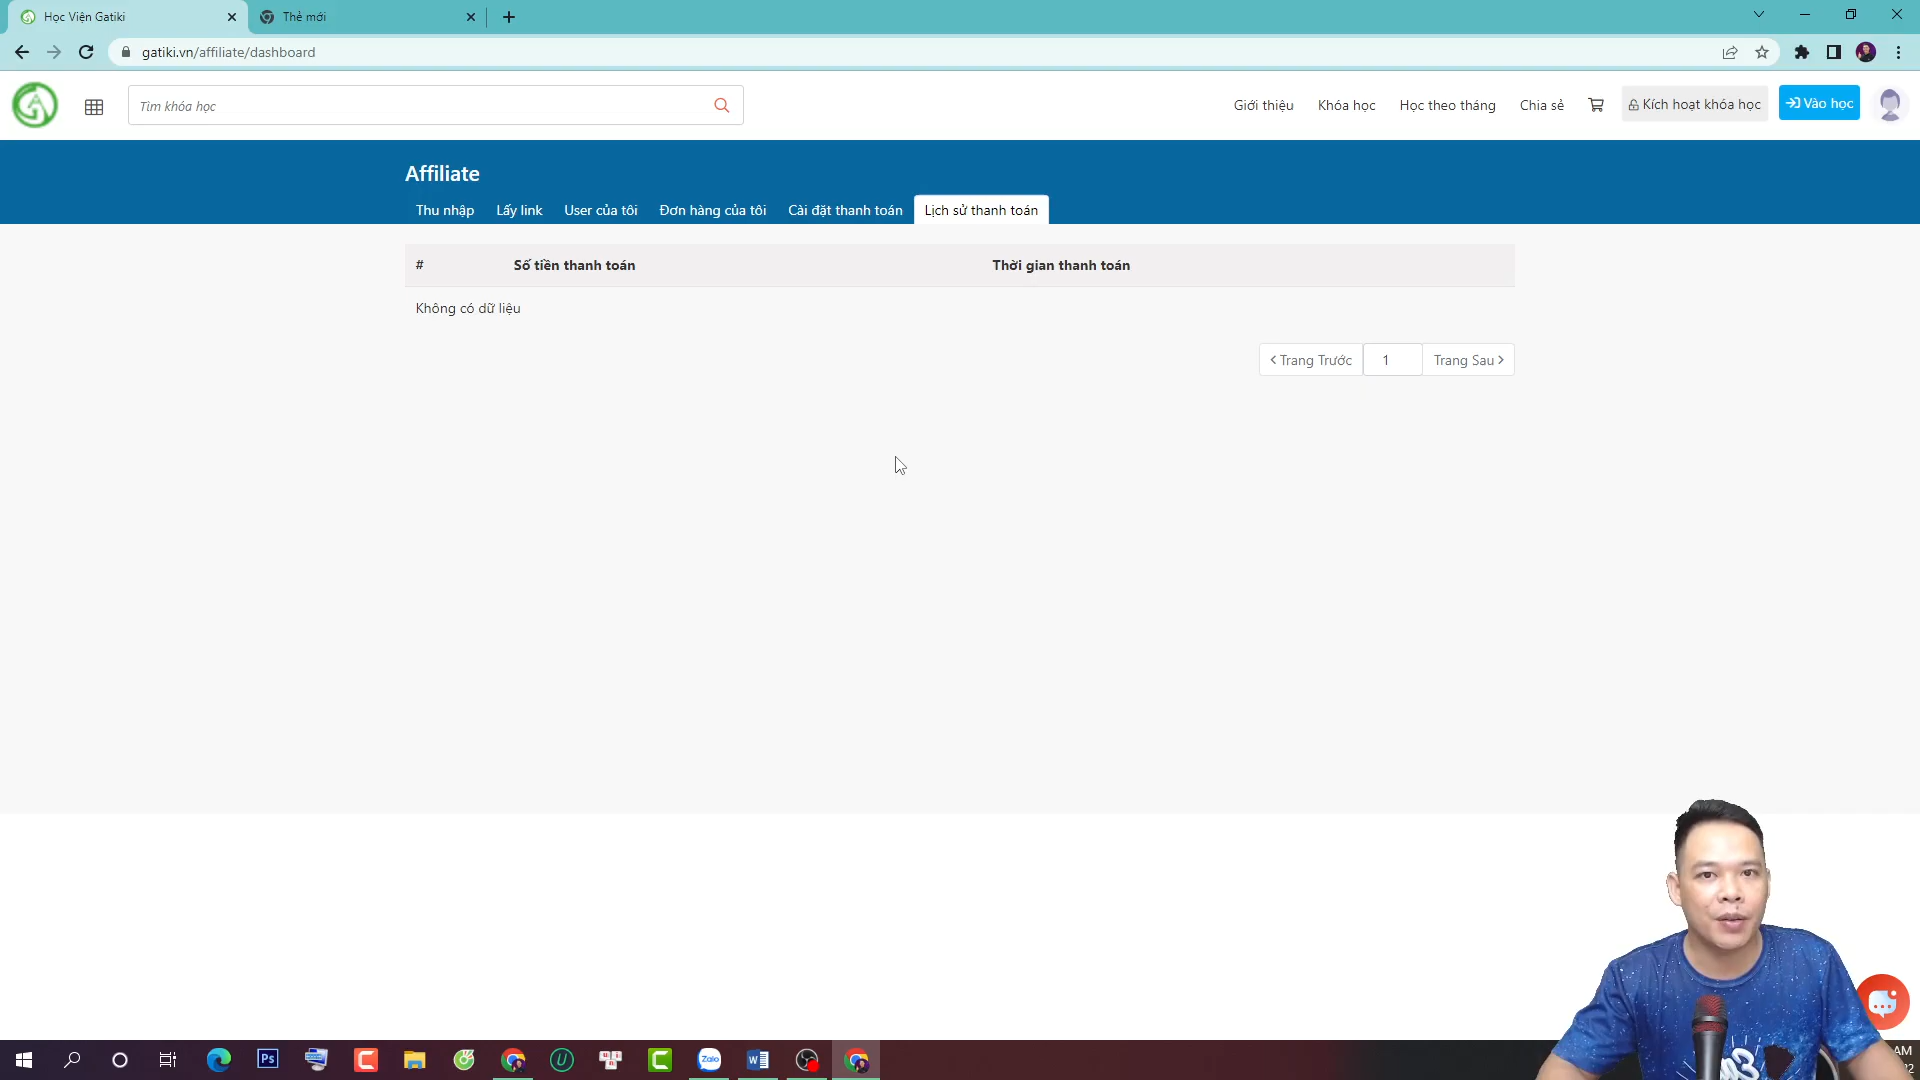 Học Viện Gatiki
Thẻ mới
gatiki.vn/affiliate/dashboard
Tìm khóa học
Giới thiệu
Khóa học
Học theo tháng
Chia sẻ
Kích hoạt khóa học
Vào học
Affiliate
Thu nhập
Lấy link
User của tôi
Đơn hàng của tôi
Cài đặt thanh toán
Lịch sử thanh toán
# Số tiền thanh toán Thời gian thanh toán
Không có dữ liệu
Trang Trước
1
Trang Sau
Ps
Zalo
AM